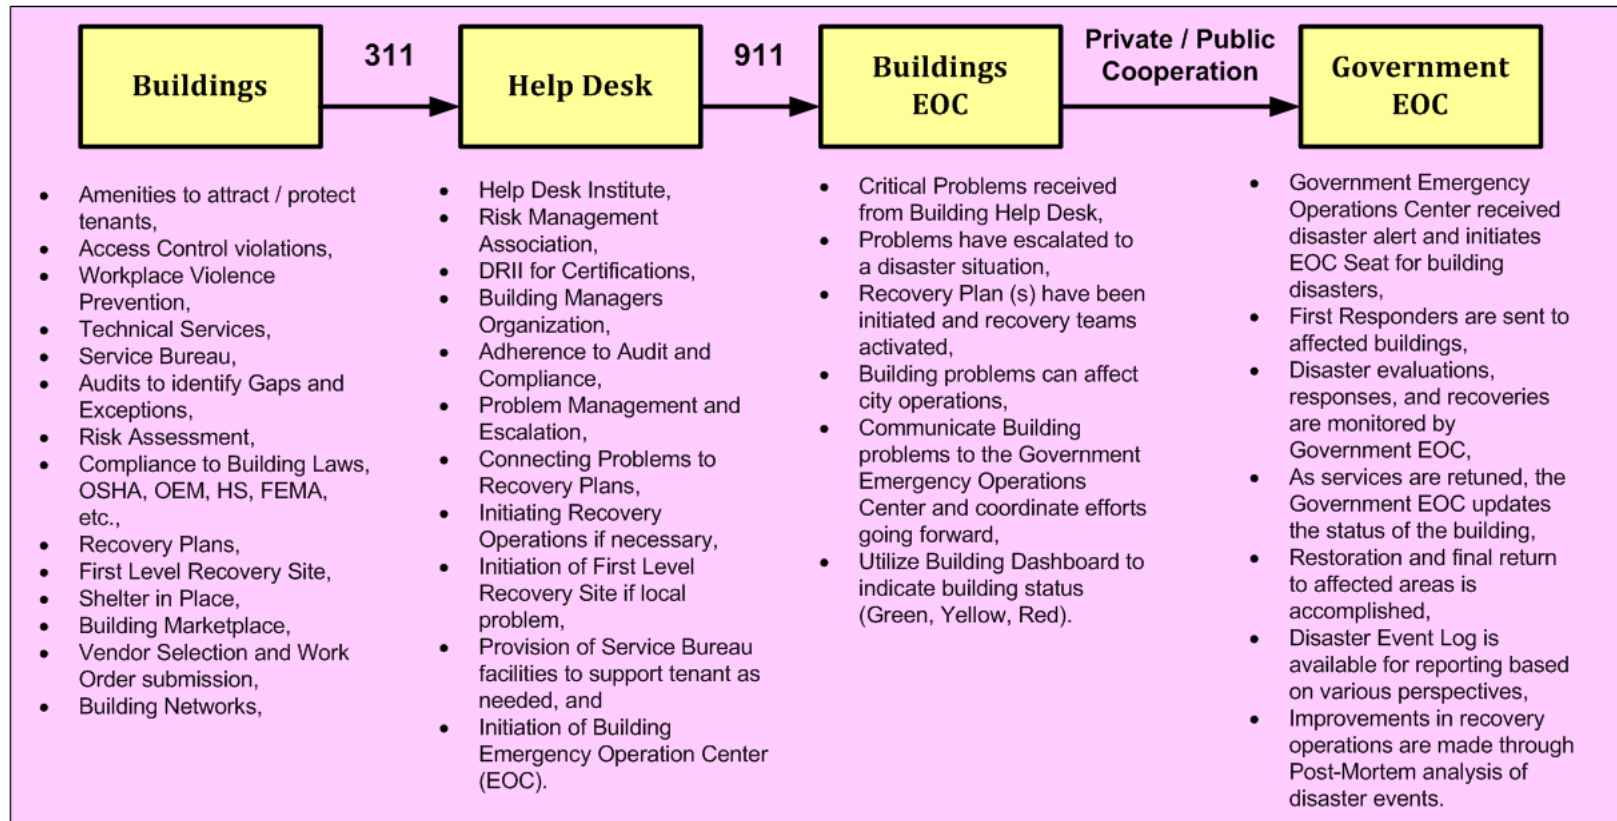 Buildings
311
Help Desk
911
Buildings
EOC
Private / Public
Cooperation
Government
EOC
• Amenities to attract / protect
tenants,
• Access Control violations,
• Workplace Violence
Prevention,
• Technical Services,
• Service Bureau,
• Audits to identify Gaps and
Exceptions,
• Risk Assessment,
• Compliance to Building Laws,
OSHA, OEM, HS, FEMA,
etc.,
• Recovery Plans,
• First Level Recovery Site,
• Shelter in Place,
• Building Marketplace,
• Vendor Selection and Work
Order submission,
• Building Networks,
• Help Desk Institute,
• Risk Management
Association,
• DRII for Certifications,
• Building Managers
Organization,
• Adherence to Audit and
Compliance,
• Problem Management and
Escalation,
• Connecting Problems to
Recovery Plans,
• Initiating Recovery
Operations if necessary,
• Initiation of First Level
Recovery Site if local
problem,
• Provision of Service Bureau
facilities to support tenant as
needed, and
• Initiation of Building
Emergency Operation Center
(EOC).
• Critical Problems received
from Building Help Desk,
• Problems have escalated to
a disaster situation,
• Recovery Plan (s) have been
initiated and recovery teams
activated,
• Building problems can affect
city operations,
• Communicate Building
problems to the Government
Emergency Operations
Center and coordinate efforts
going forward,
• Utilize Building Dashboard to
indicate building status
(Green, Yellow, Red).
• Government Emergency
Operations Center received
disaster alert and initiates
EOC Seat for building
disasters,
• First Responders are sent to
affected buildings,
• Disaster evaluations,
responses, and recoveries
are monitored by
Government EOC,
• As services are retuned, the
Government EOC updates
the status of the building,
• Restoration and final return
to affected areas is
accomplished,
• Disaster Event Log is
available for reporting based
on various perspectives,
• Improvements in recovery
operations are made through
Post-Mortem analysis of
disaster events.